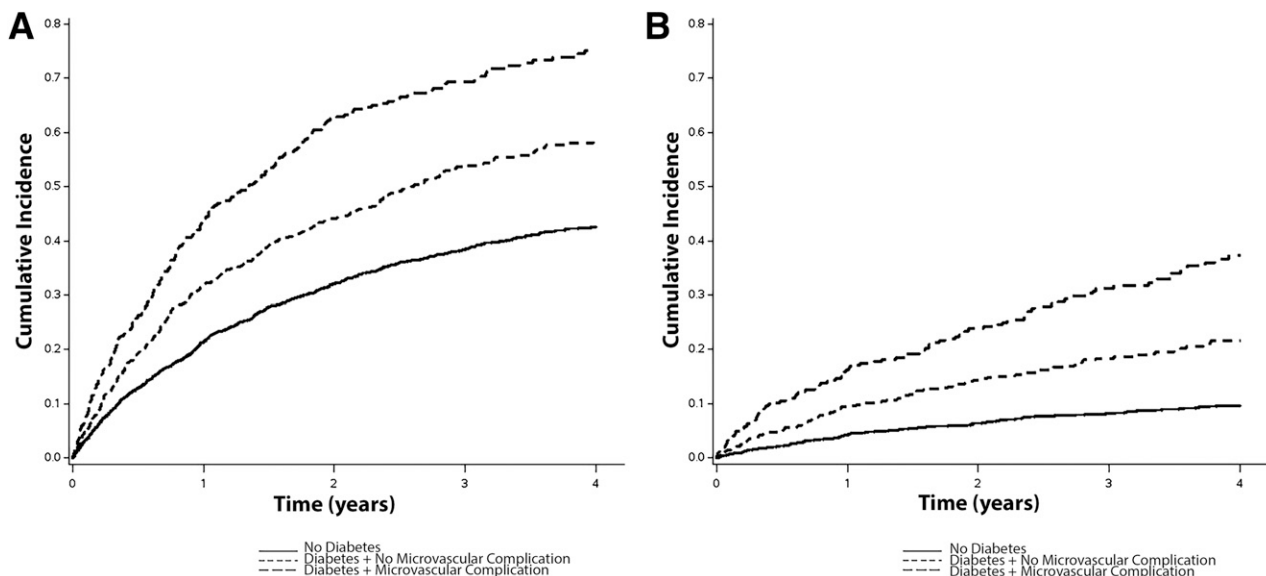 A
0.8
0.7
0.6
0.5
0.4
0.3
0.2
0.1
0.0
Cumulative Incidence
0 1 2 3 4
Time (years)
No Diabetes
Diabetes + No Microvascular Complication
Diabetes + Microvascular Complication
B
0.8
0.7
0.6
0.5
0.4
0.3
0.2
0.1
0.0
Cumulative Incidence
0 1 2 3 4
Time (years)
No Diabetes
Diabetes + No Microvascular Complication
Diabetes + Microvascular Complication